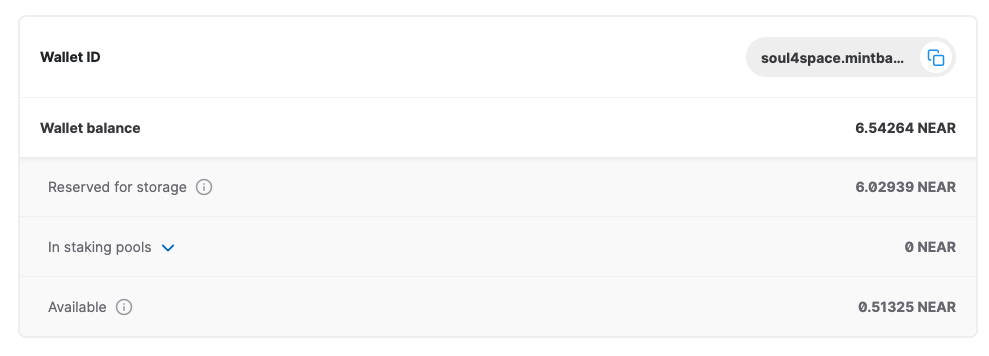 Wallet ID soul4space.mintba...
Wallet balance 6.54264 NEAR
Reserved for storage 6.02939 NEAR
In staking pools 0 NEAR
Available 0.51325 NEAR